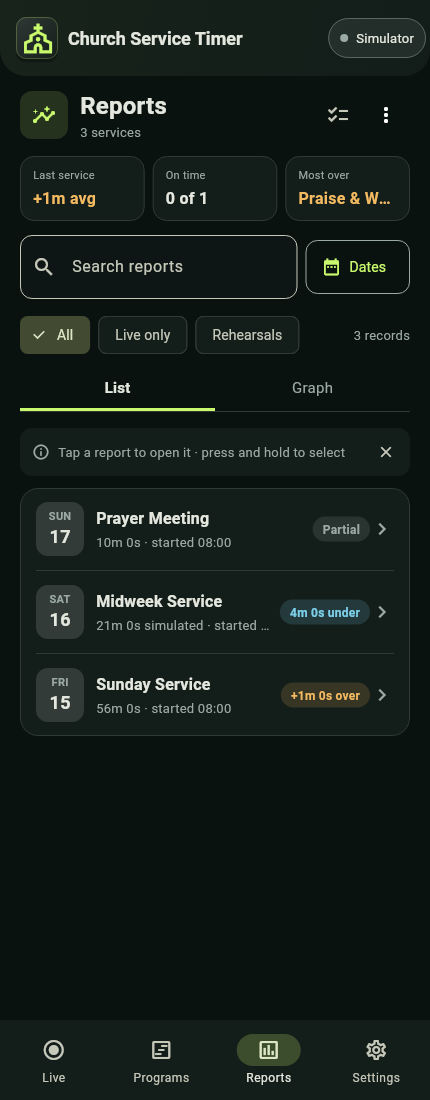 Church Service Timer
Simulator
Reports
3 services
Last service
+1m avg
On time
0 of 1
Most over
Praise & W...
Search reports
Dates
All
Live only
Rehearsals
3 records
List
Graph
Tap a report to open it · press and hold to select
SUN
17
Prayer Meeting
10m 0s · started 08:00
Partial
SAT
16
Midweek Service
21m 0s simulated · started ...
4m 0s under
FRI
15
Sunday Service
56m 0s · started 08:00
+1m 0s over
Live
Programs
Reports
Settings